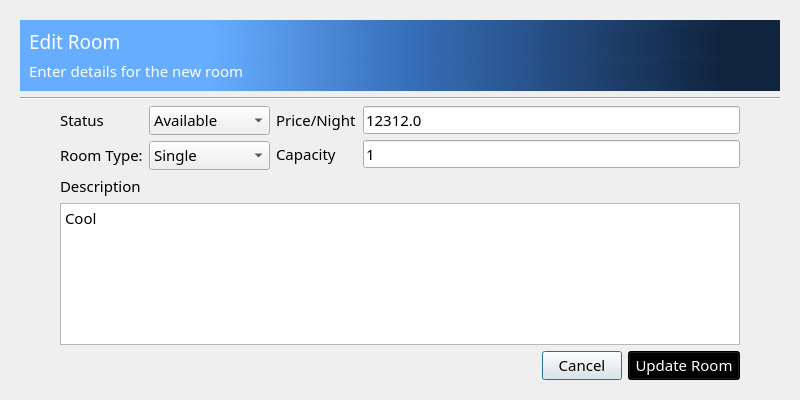 Edit Room
Enter details for the new room
Status Available Price/Night 12312.0
Room Type: Single Capacity 1
Description
Cool
Cancel Update Room